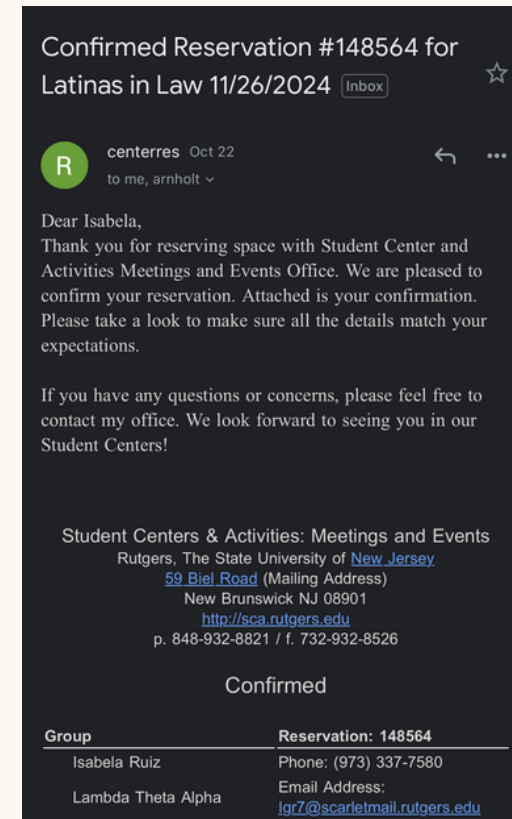 Confirmed Reservation #148564 for
Latinas in Law 11/26/2024 Inbox
R
centerres Oct 22
to me, arnholt
Dear Isabela,
Thank you for reserving space with Student Center and
Activities Meetings and Events Office. We are pleased to
confirm your reservation. Attached is your confirmation.
Please take a look to make sure all the details match your
expectations.
If you have any questions or concerns, please feel free to
contact my office. We look forward to seeing you in our
Student Centers!
Student Centers & Activities: Meetings and Events
Rutgers, The State University of New Jersey
59 Biel Road (Mailing Address)
New Brunswick NJ 08901
http://sca.rutgers.edu
p. 848-932-8821 / f. 732-932-8526
Confirmed
Group Reservation: 148564
Isabela Ruiz Phone: (973) 337-7580
Lambda Theta Alpha Email Address:
lgr7@scarletmail.rutgers.edu